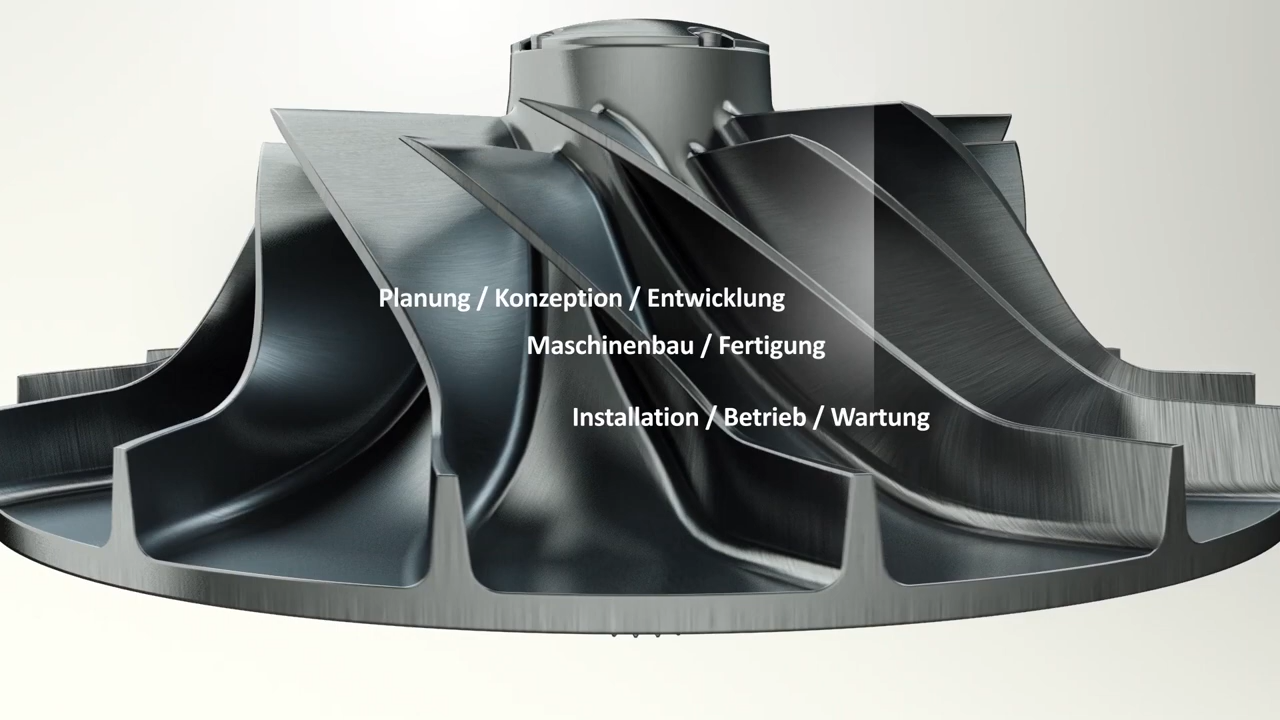 Planung / Konzeption / Entwicklung
Maschinenbau / Fertigung
Installation / Betrieb / Wartung